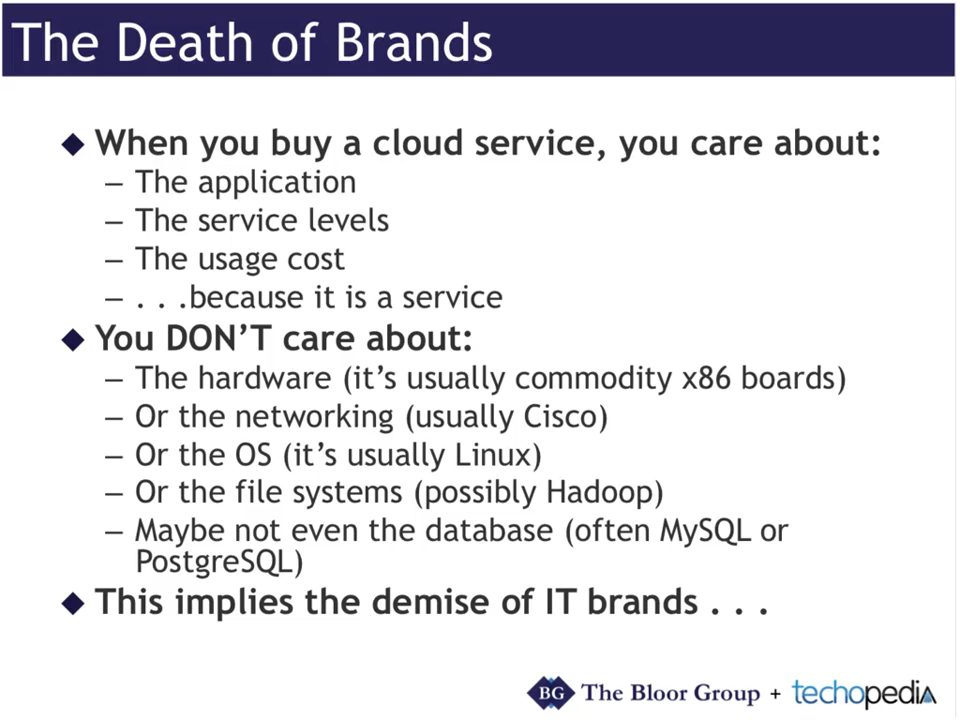 The Death of Brands
When you buy a cloud service, you care about:
– The application
– The service levels
– The usage cost
– . . .because it is a service
You DON’T care about:
– The hardware (it’s usually commodity x86 boards)
– Or the networking (usually Cisco)
– Or the OS (it’s usually Linux)
– Or the file systems (possibly Hadoop)
– Maybe not even the database (often MySQL or
PostgreSQL)
This implies the demise of IT brands . . .
BG The Bloor Group + techopedia